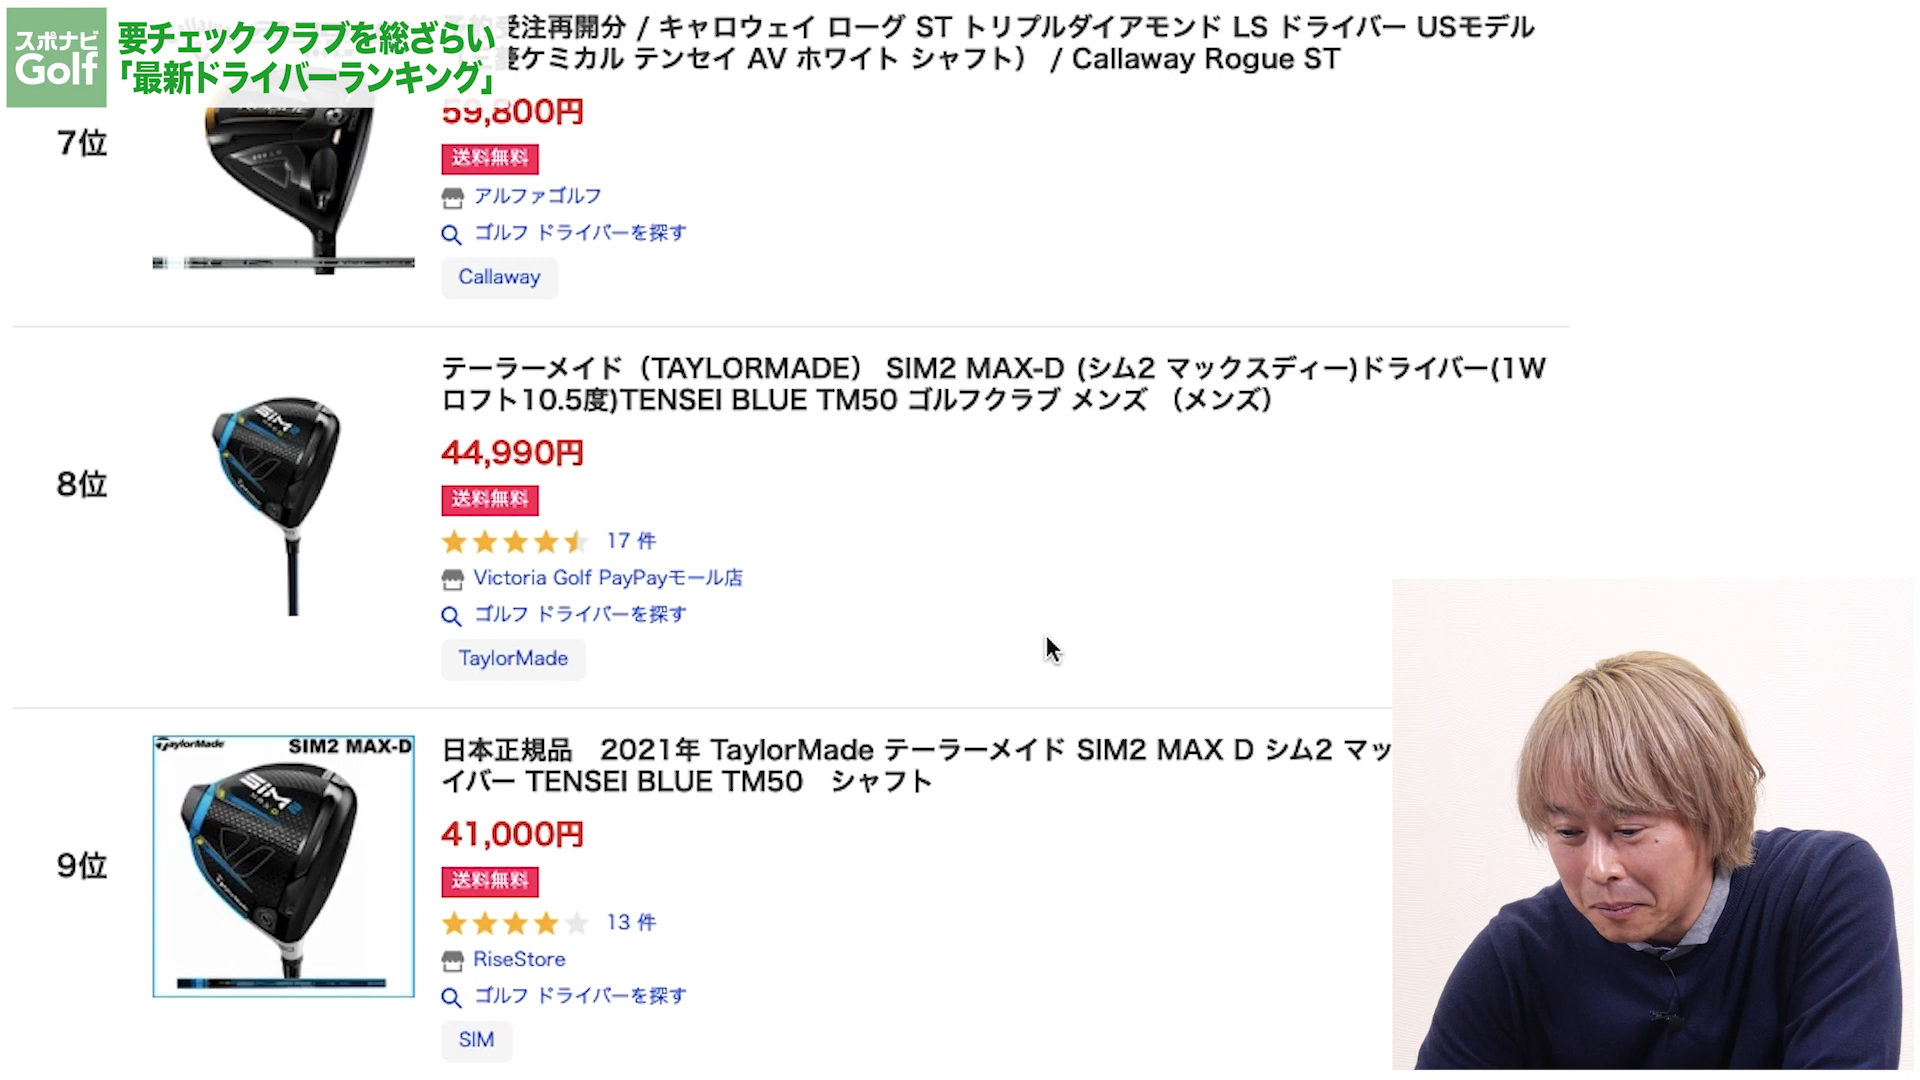 スポナビ
Golf
要チェック クラブを総ざらい
「最新ドライバーランキング」
受注再開分 / キャロウェイ ローグ ST トリプルダイアモンド LS ドライバー USモデル
ケミカル テンセイ AV ホワイト シャフト） / Callaway Rogue ST
7位
59,800円
送料無料
アルファゴルフ
ゴルフ ドライバーを探す
Callaway
テーラーメイド（TAYLORMADE） SIM2 MAX-D (シム2 マックスディー)ドライバー(1W
ロフト10.5度)TENSEI BLUE TM50 ゴルフクラブ メンズ （メンズ）
8位
44,990円
送料無料
17 件
Victoria Golf PayPayモール店
ゴルフ ドライバーを探す
TaylorMade
TaylorMade
SIM2 MAX-D
日本正規品　2021年 TaylorMade テーラーメイド SIM2 MAX D シム2 マッ
イバー TENSEI BLUE TM50　シャフト
9位
41,000円
送料無料
13 件
RiseStore
ゴルフ ドライバーを探す
SIM